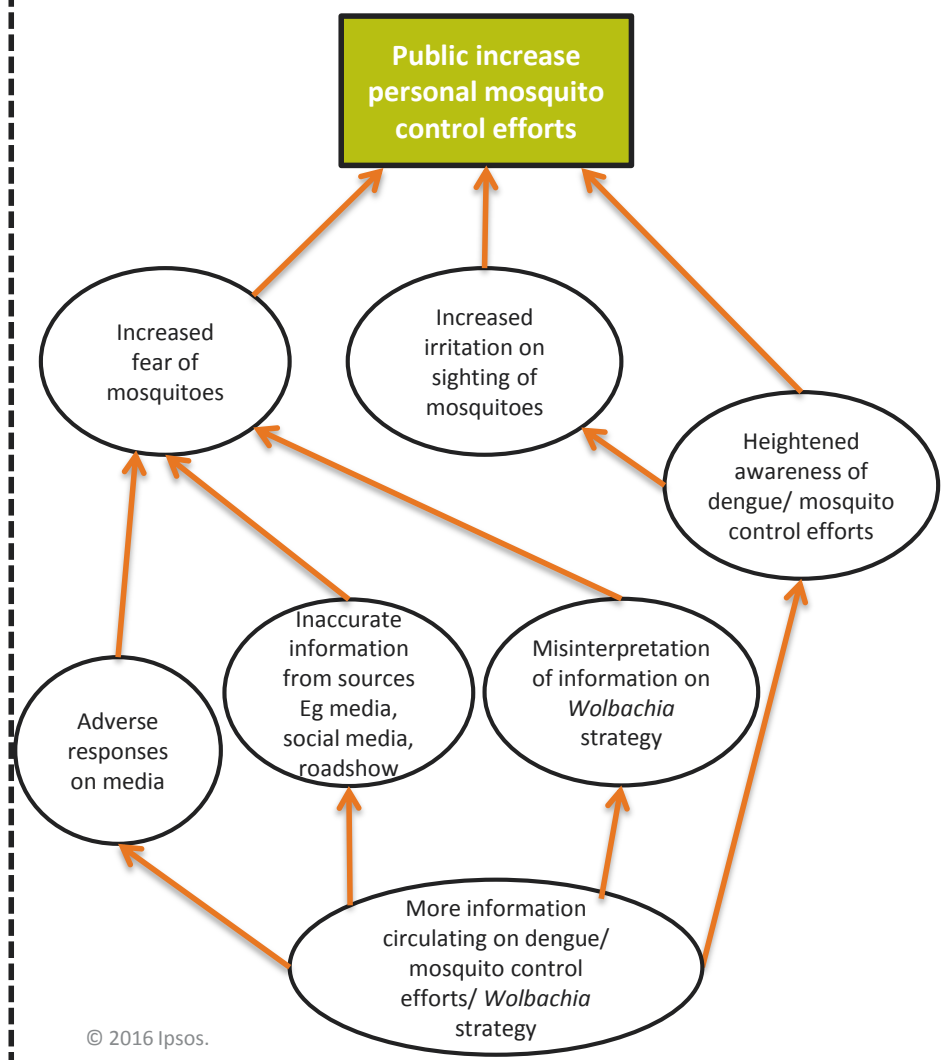 Public increase
personal mosquito
control efforts
Increased
fear of
mosquitoes
Increased
irritation on
sighting of
mosquitoes
Heightened
awareness of
dengue/ mosquito
control efforts
Adverse
responses
on media
Inaccurate
information
from sources
Eg media,
social media,
roadshow
Misinterpretation
of information on
Wolbachia
strategy
More information
circulating on dengue/
mosquito control
efforts/ Wolbachia
strategy
© 2016 Ipsos.